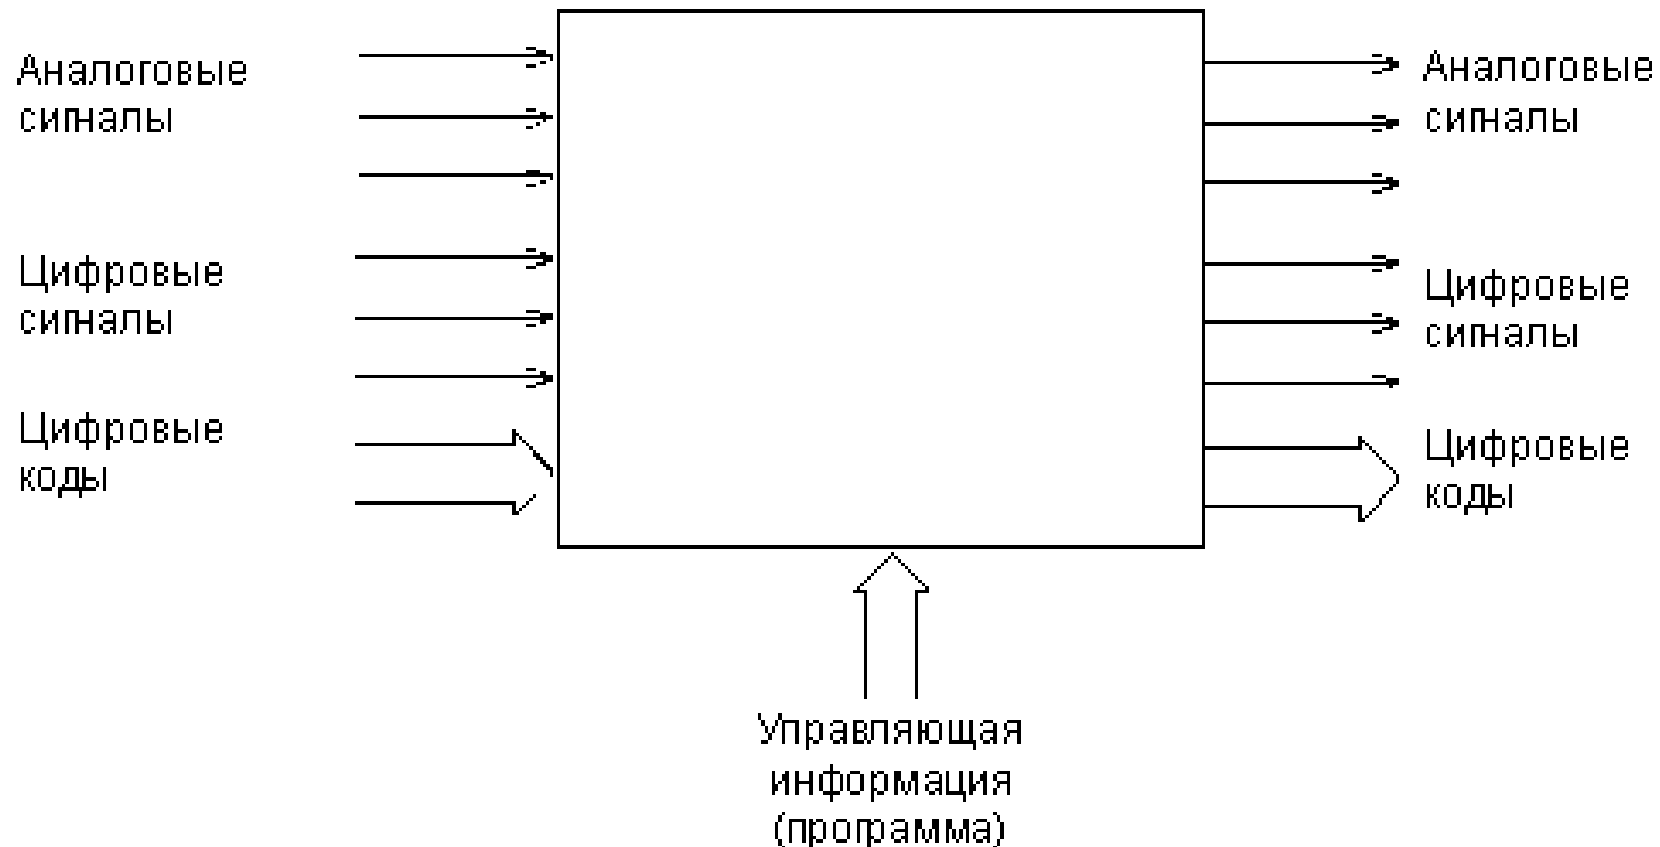 Аналоговые
сигналы
Цифровые
сигналы
Цифровые
коды
Аналоговые
сигналы
Цифровые
сигналы
Цифровые
коды
Управляющая
информация
(программа)